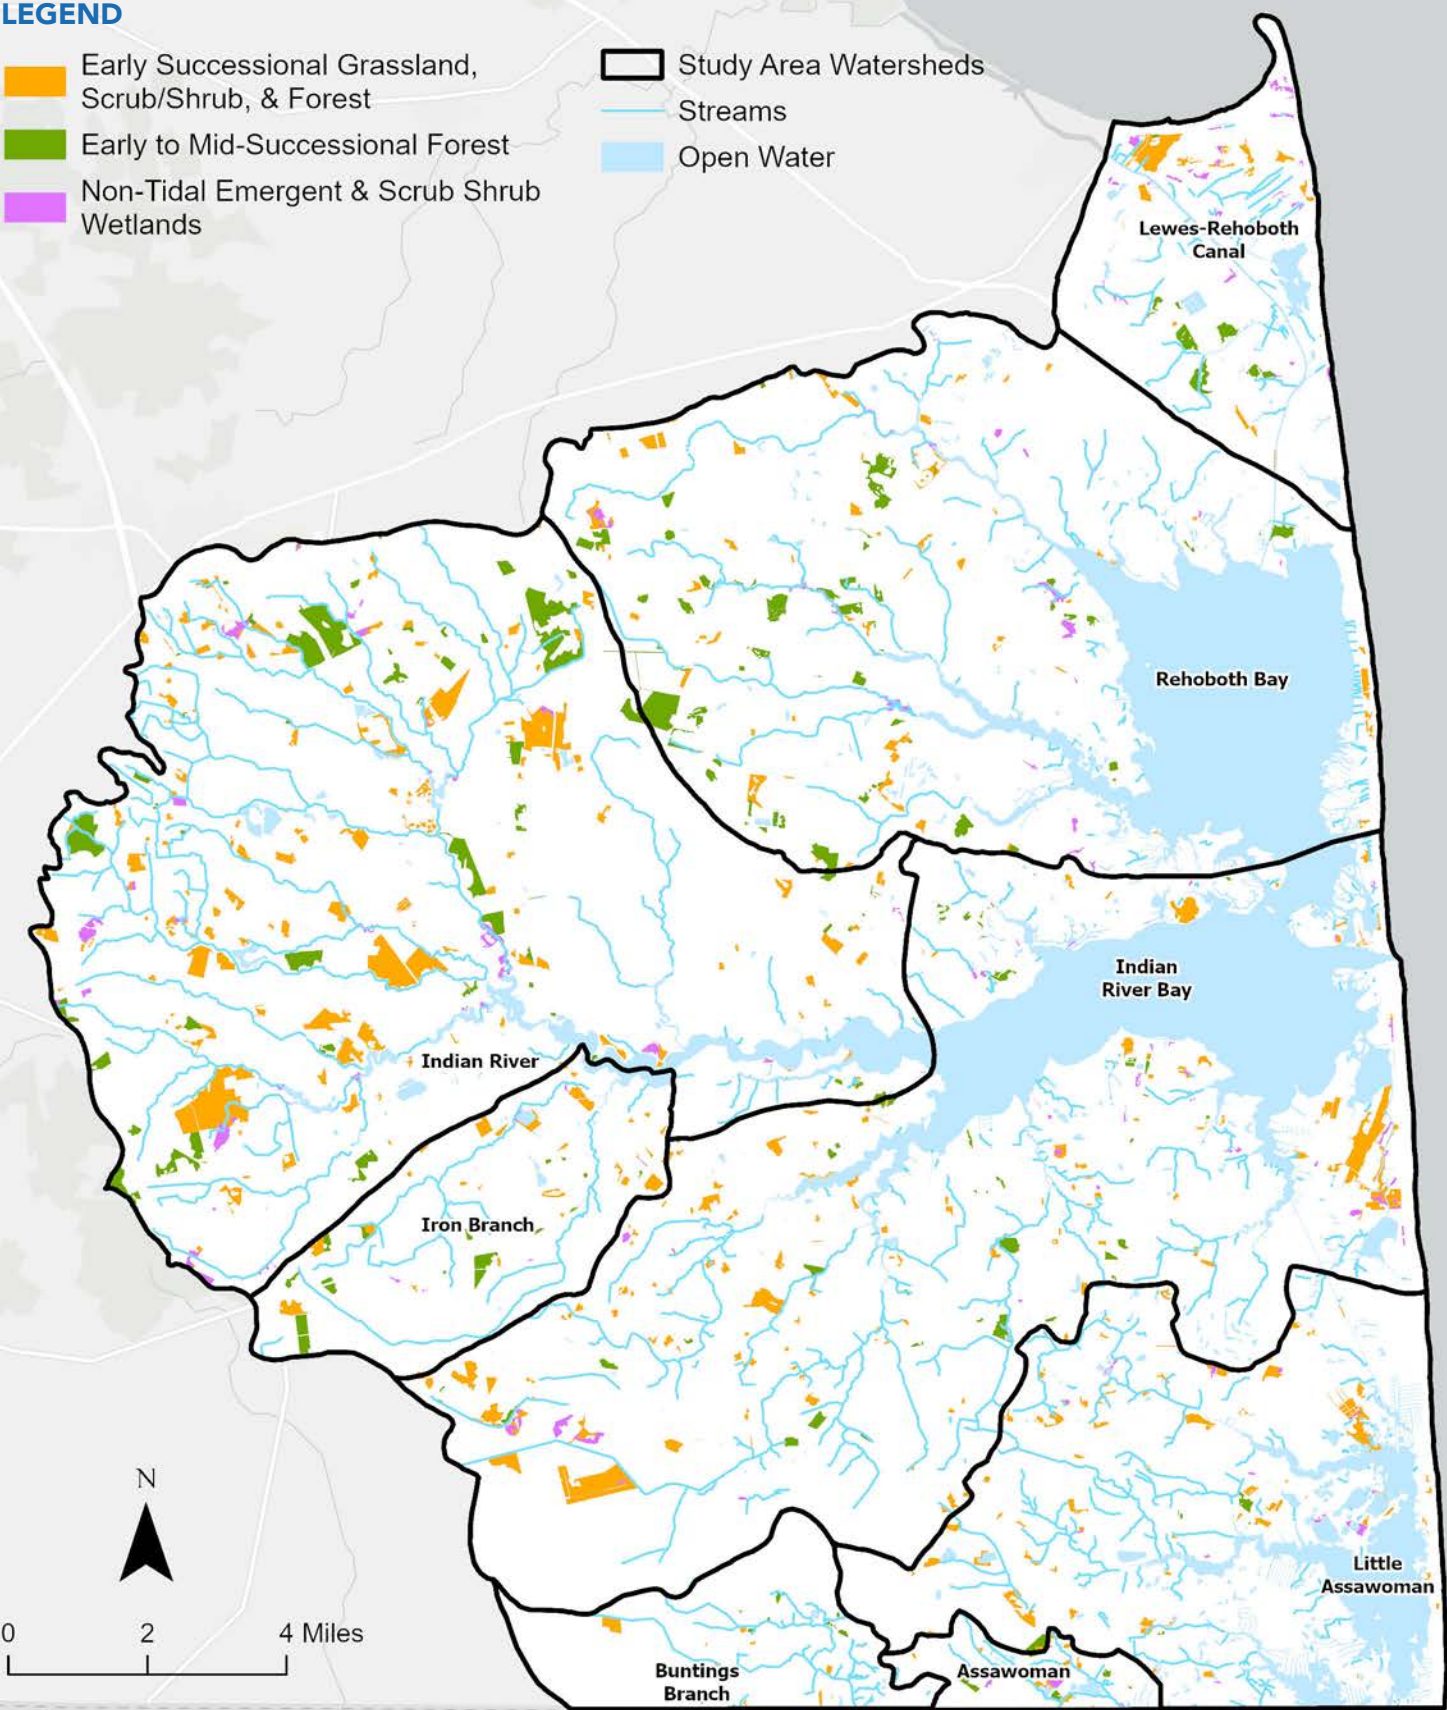 LEGEND
Early Successional Grassland,
Scrub/Shrub, & Forest
Early to Mid-Successional Forest
Non-Tidal Emergent & Scrub Shrub
Wetlands
Study Area Watersheds
Streams
Open Water
Lewes-Rehoboth
Canal
Rehoboth Bay
Indian
River Bay
Indian River
Iron Branch
Little
Assawoman
Buntings
Branch
Assawoman
N
0 2 4 Miles